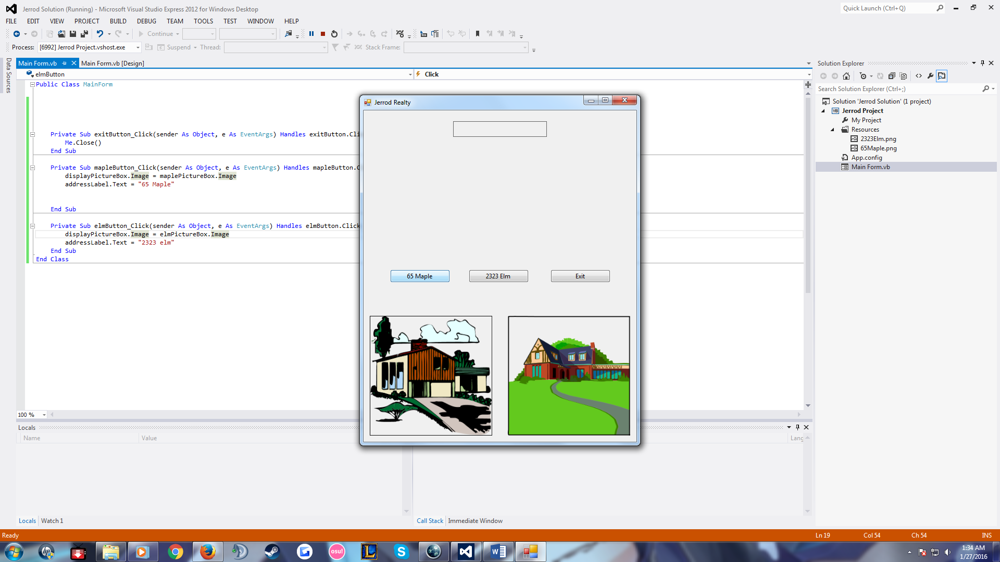 Jerrod Solution (Running) - Microsoft Visual Studio Express 2012 for Windows Desktop
Quick Launch (Ctrl+Q)
FILE EDIT VIEW PROJECT BUILD DEBUG TEAM TOOLS TEST WINDOW HELP
Continue
Process: [6992] Jerrod Project.vshost.exe Suspend Thread: Stack Frame:
Data Sources
Main Form.vb Main Form.vb [Design]
elmButton Click
Public Class MainForm
Private Sub exitButton_Click(sender As Object, e As EventArgs) Handles exitButton.Cli
Me.Close()
End Sub
Private Sub mapleButton_Click(sender As Object, e As EventArgs) Handles mapleButton.C
displayPictureBox.Image = maplePictureBox.Image
addressLabel.Text = "65 Maple"
End Sub
Private Sub elmButton_Click(sender As Object, e As EventArgs) Handles elmButton.Click
displayPictureBox.Image = elmPictureBox.Image
addressLabel.Text = "2323 elm"
End Sub
End Class
100 %
Jerrod Realty
65 Maple 2323 Elm Exit
Solution Explorer
Search Solution Explorer (Ctrl+;)
Solution 'Jerrod Solution' (1 project)
VB Jerrod Project
My Project
Resources
2323Elm.png
65Maple.png
App.config
Main Form.vb
Locals
Name Value
Lang
Locals Watch 1
Call Stack Immediate Window
Ready Ln 19 Col 54 Ch 54 INS
hp
osu!
L
S
W
1:34 AM
1/27/2016